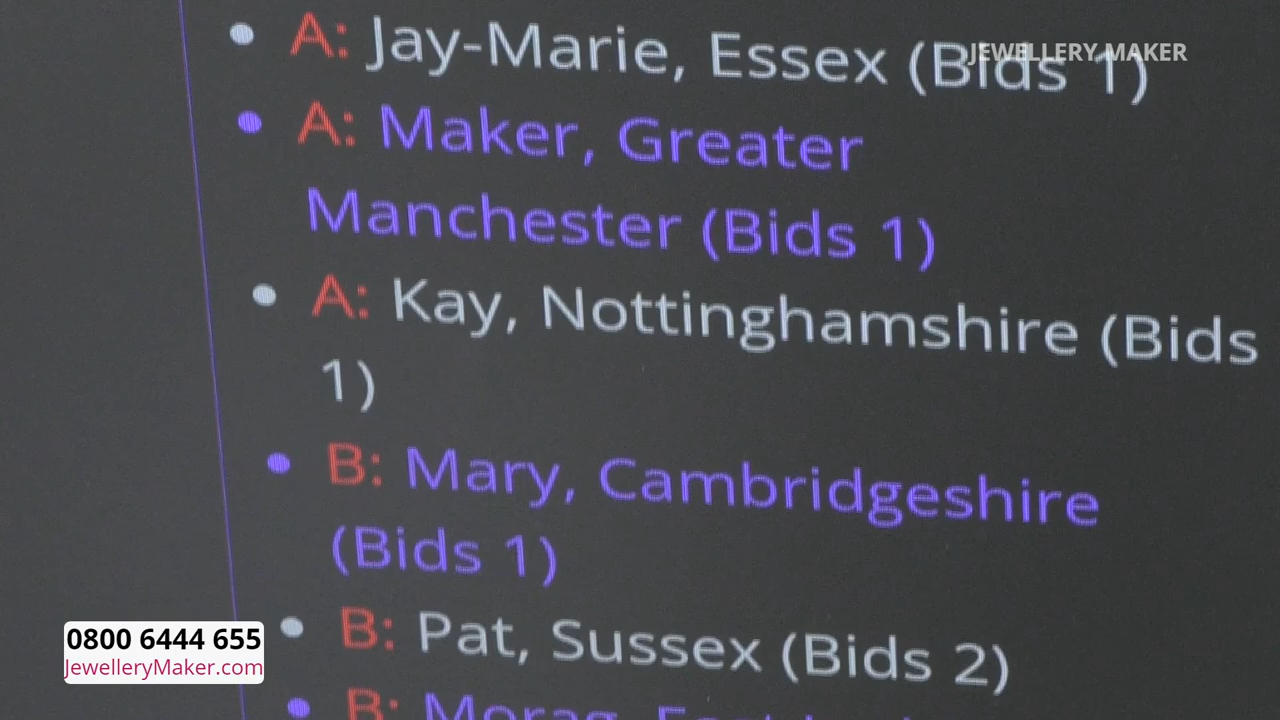 A: Jay-Marie, Essex (Bids 1)
JEWELLERY MAKER
A: Maker, Greater
Manchester (Bids 1)
A: Kay, Nottinghamshire (Bids
1)
B: Mary, Cambridgeshire
(Bids 1)
B: Pat, Sussex (Bids 2)
B: Morag,
0800 6444 655
JewelleryMaker.com